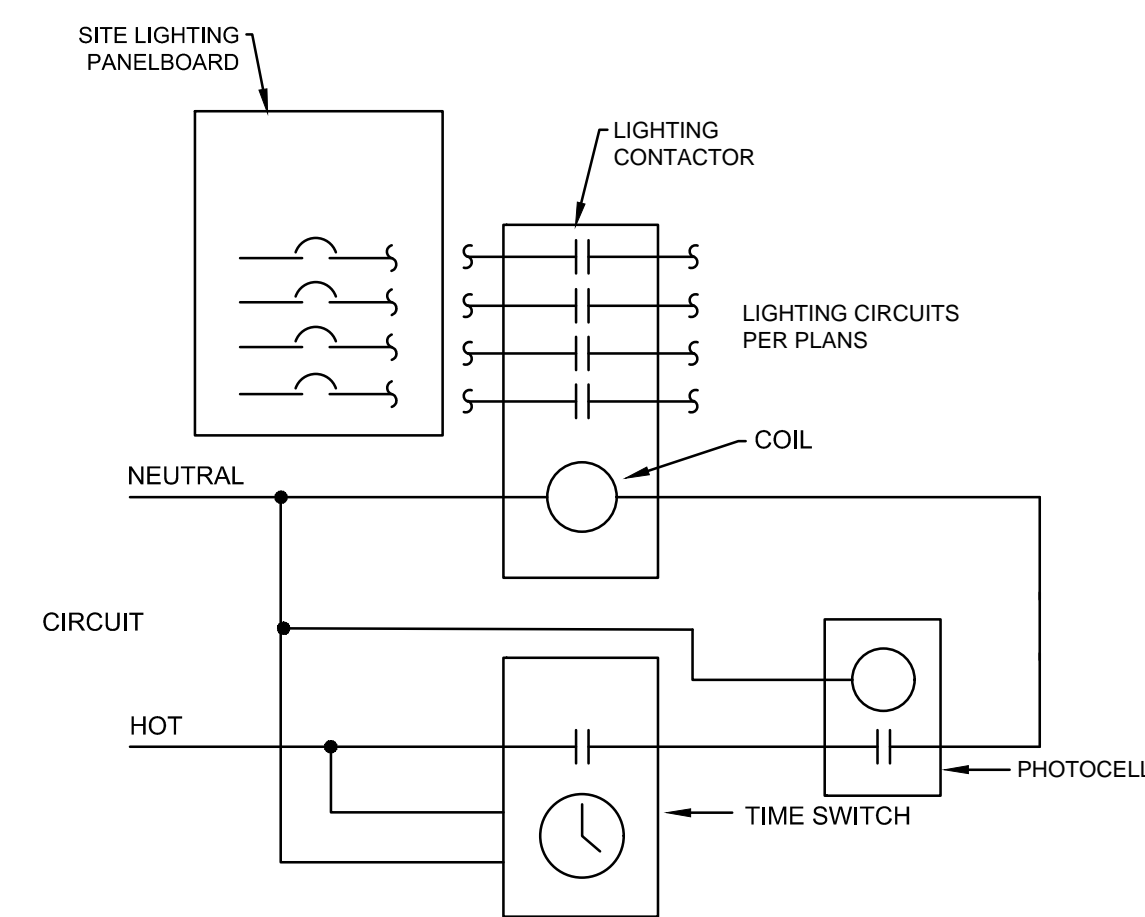 SITE LIGHTING
PANELBOARD
LIGHTING
CONTACTOR
LIGHTING CIRCUITS
PER PLANS
COIL
NEUTRAL
CIRCUIT
HOT
PHOTOCELL
TIME SWITCH